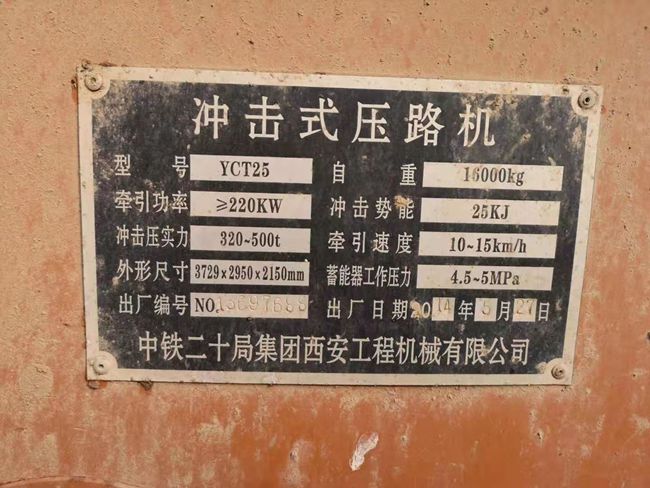 冲击式压路机
型号 YCT25 自重 16000kg
牵引功率 ≥220KW 冲击势能 25KJ
冲击压实力 320~500t 牵引速度 10~15km/h
外形尺寸 3729x2950x2150mm 蓄能器工作压力 4.5~5MPa
出厂编号 NO. 出厂日期 2014年5月27日
中铁二十局集团西安工程机械有限公司